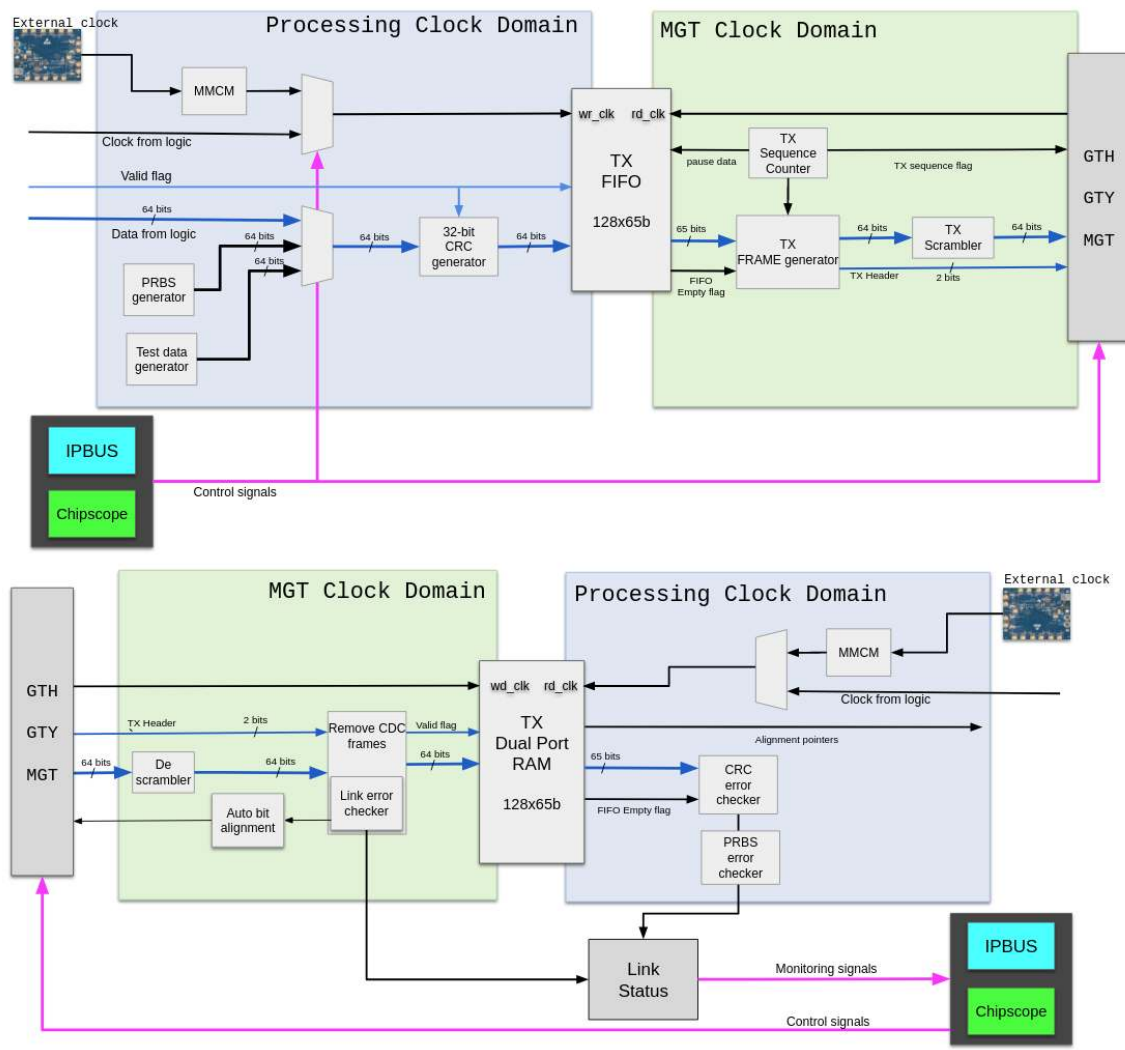 External clock
Processing Clock Domain
MGT Clock Domain
MMCM
Clock from logic
wr_clk
rd_clk
TX
FIFO
128x65b
pause data
TX
Sequence
Counter
TX sequence flag
GTH
GTY
MGT
Valid flag
64 bits
Data from logic
64 bits
64 bits
64 bits
32-bit
CRC
generator
64 bits
65 bits
FIFO
Empty flag
TX
FRAME generator
64 bits
TX Header
2 bits
TX
Scrambler
64 bits
PRBS
generator
Test data
generator
IPBUS
Chipscope
Control signals
MGT Clock Domain
Processing Clock Domain
External clock
GTH
GTY
MGT
wd_clk
rd_clk
TX
Dual Port
RAM
128x65b
MMCM
Clock from logic
TX Header
2 bits
Remove CDC
frames
Valid flag
64 bits
64 bits
De
scrambler
64 bits
Link error
checker
Auto bit
alignment
Alignment pointers
65 bits
FIFO Empty flag
CRC
error
checker
PRBS
error
checker
Link
Status
Monitoring signals
Control signals
IPBUS
Chipscope